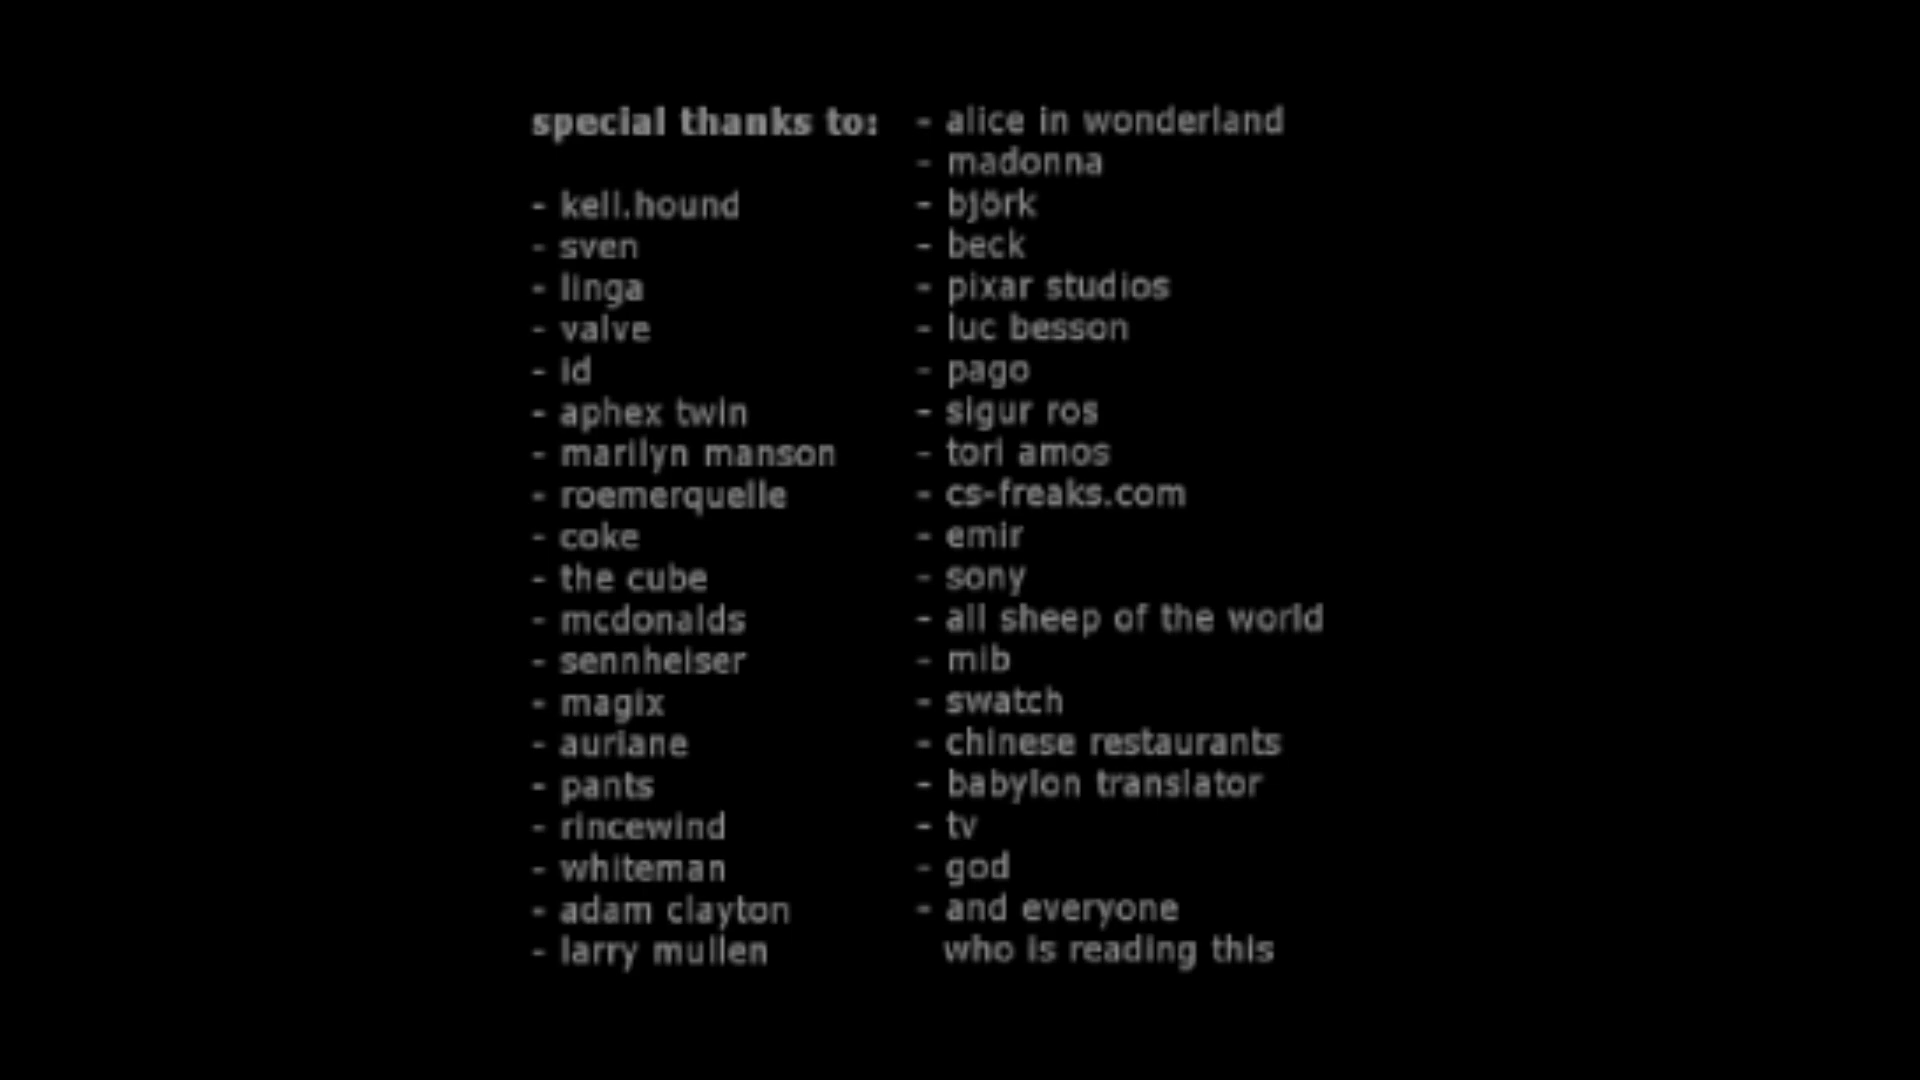 special thanks to:
- kell.hound
- sven
- linga
- valve
- id
- aphex twin
- marilyn manson
- roemerquelle
- coke
- the cube
- mcdonalds
- sennheiser
- magix
- auriane
- pants
- rincewind
- whiteman
- adam clayton
- larry mullen
- alice in wonderland
- madonna
- björk
- beck
- pixar studios
- luc besson
- pago
- sigur ros
- tori amos
- cs-freaks.com
- emir
- sony
- all sheep of the world
- mib
- swatch
- chinese restaurants
- babylon translator
- tv
- god
- and everyone
who is reading this